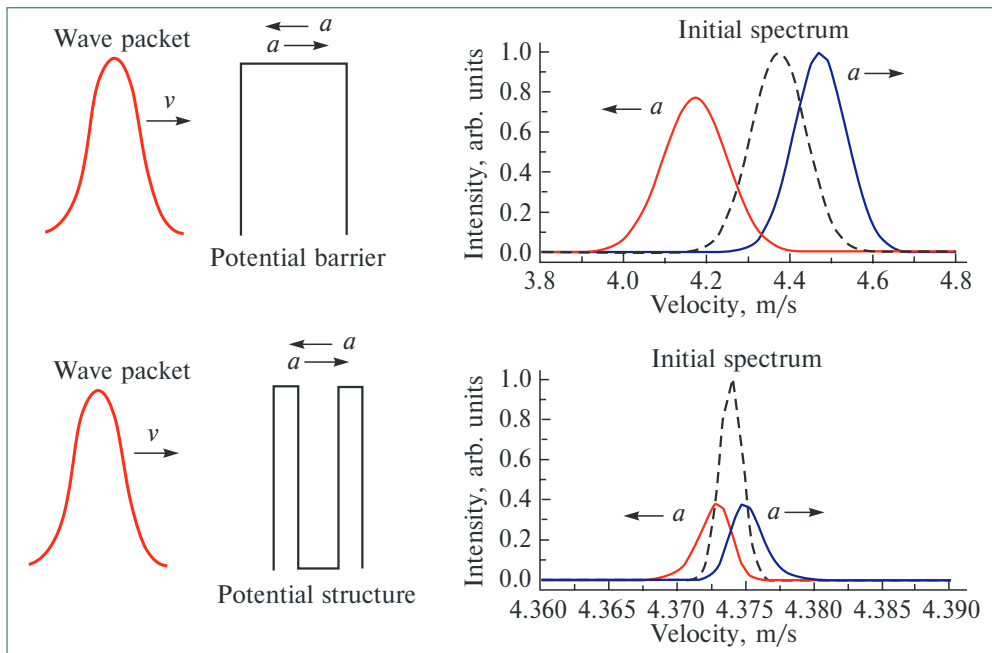 Wave packet
v
a
a
Potential barrier
Initial spectrum
a
a
Intensity, arb. units
1.0
0.8
0.6
0.4
0.2
0.0
3.8 4.0 4.2 4.4 4.6 4.8
Velocity, m/s
Wave packet
v
a
a
Potential structure
Initial spectrum
a
a
Intensity, arb. units
1.0
0.8
0.6
0.4
0.2
0.0
4.360 4.365 4.370 4.375 4.380 4.385 4.390
Velocity, m/s